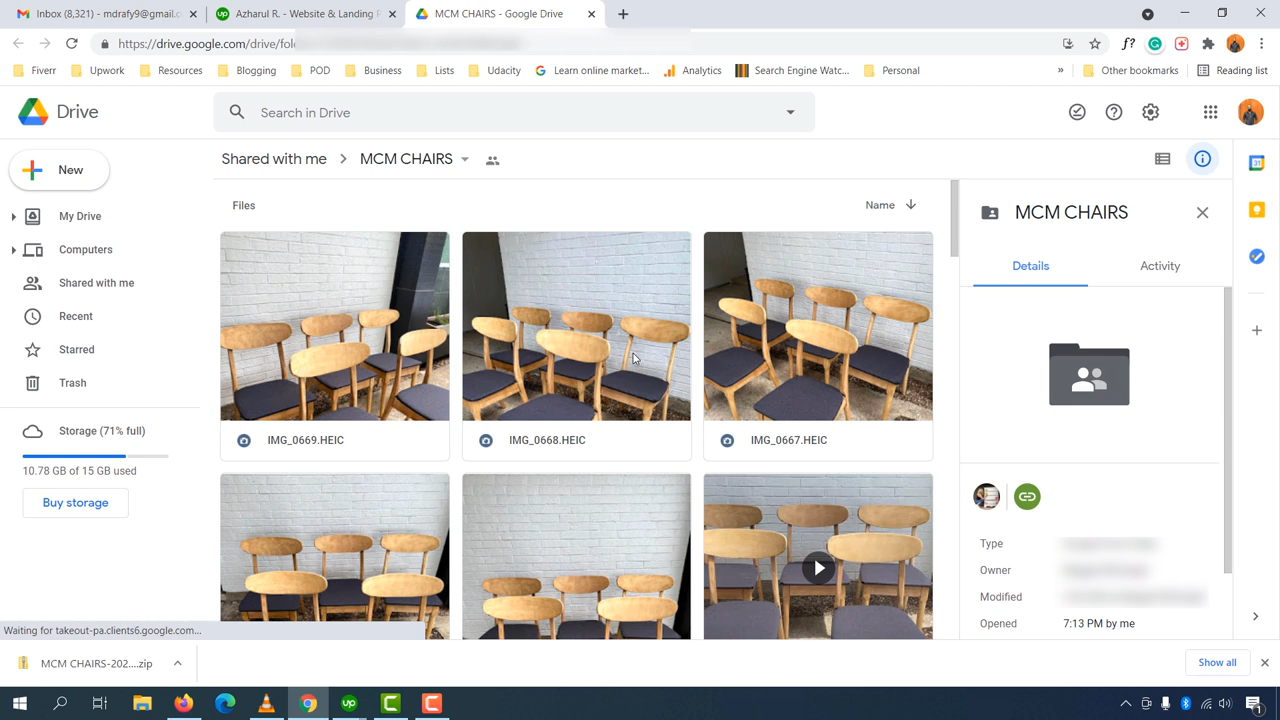 Inbox (8,321) - mdrafy9@gmail.c
Azharul R. - Website & Landing P
MCM CHAIRS - Google Drive
https://drive.google.com/drive/fol
Fiverr
Upwork
Resources
Blogging
POD
Business
Lists
Udacity
Learn online market...
Analytics
Search Engine Watc...
Personal
»
Other bookmarks
Reading list
Drive
Search in Drive
New
Shared with me
MCM CHAIRS
My Drive
Computers
Shared with me
Recent
Starred
Trash
Storage (71% full)
10.78 GB of 15 GB used
Buy storage
Files
Name
IMG_0669.HEIC
IMG_0668.HEIC
IMG_0667.HEIC
MCM CHAIRS
Details
Activity
Type
Owner
Modified
Opened
7:13 PM by me
Waiting for takeout-pa.clients6.google.com...
MCM CHAIRS-202....zip
Show all